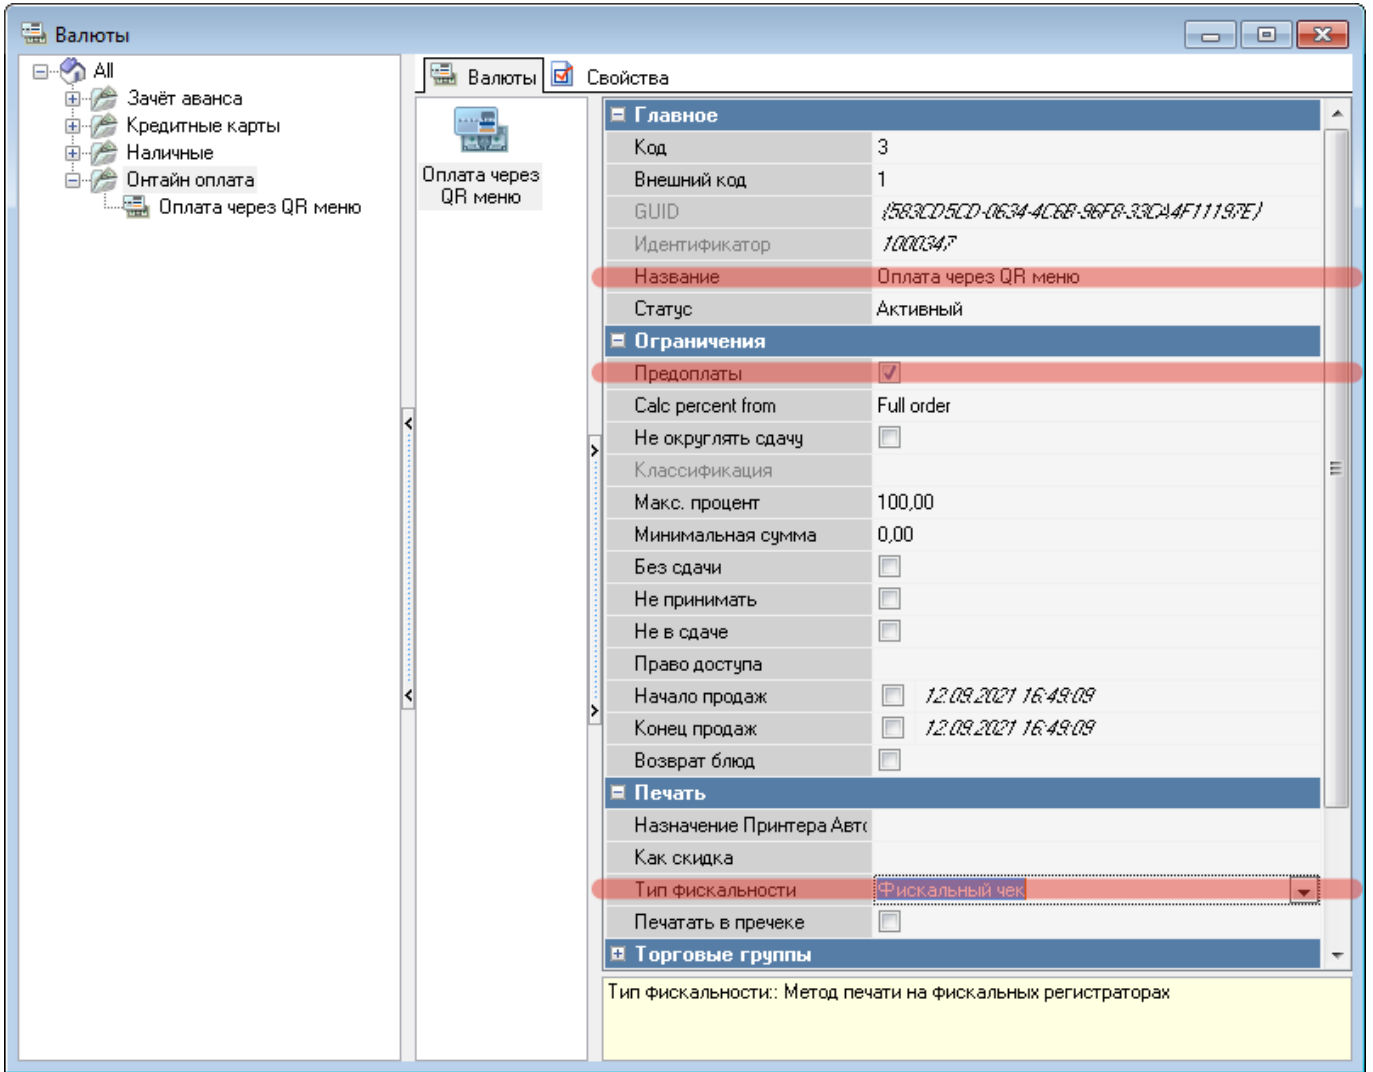 Валюты
All
Зачёт аванса
Кредитные карты
Наличные
Онтайн оплата
Оплата через QR меню
Валюты
Свойства
Оплата через
QR меню
Главное
Код 3
Внешний код 1
GUID {583CD5CD-0634-4C6B-96F8-33CA4F11197E}
Идентификатор 1000347
Название Оплата через QR меню
Статус Активный
Ограничения
Предоплаты
Calc percent from Full order
Не округлять сдачу
Классификация
Макс. процент 100,00
Минимальная сумма 0,00
Без сдачи
Не принимать
Не в сдаче
Право доступа
Начало продаж 12.09.2021 16:49:09
Конец продаж 12.09.2021 16:49:09
Возврат блюд
Печать
Назначение Принтера Авто
Как скидка
Тип фискальности Фискальный чек
Печатать в пречеке
Торговые группы
Тип фискальности:: Метод печати на фискальных регистраторах